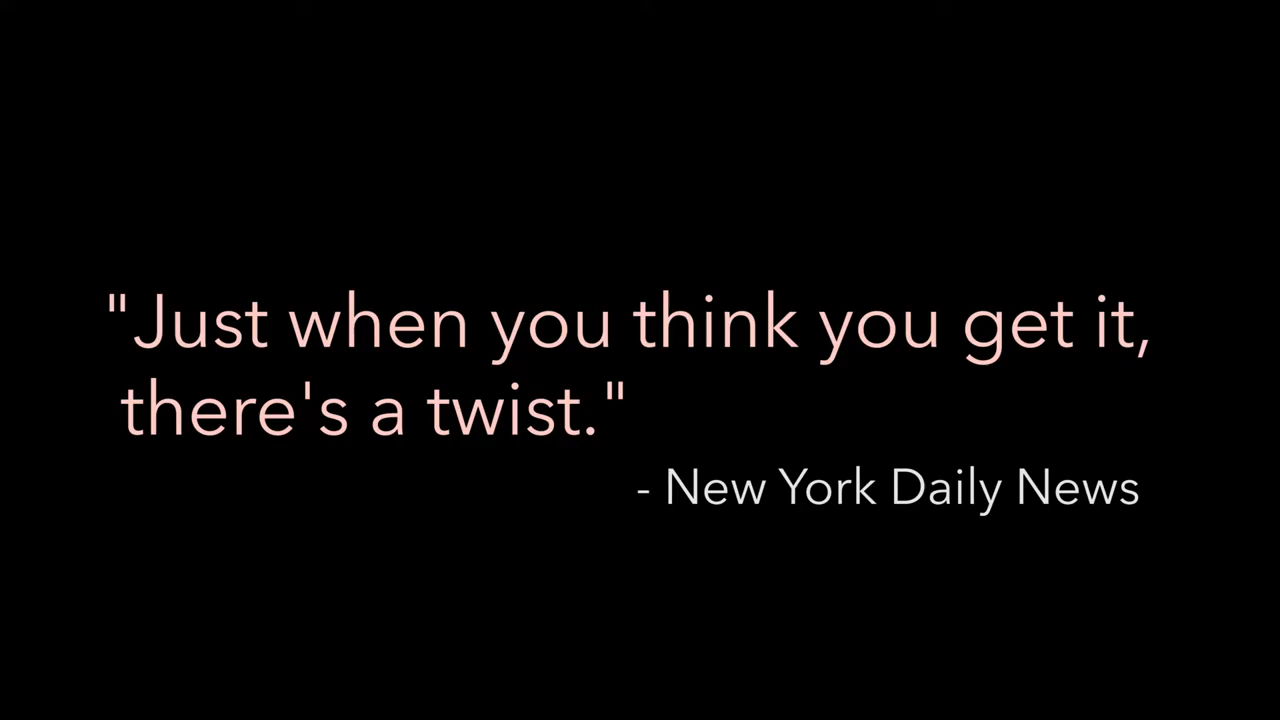 "Just when you think you get it,
there's a twist."
- New York Daily News